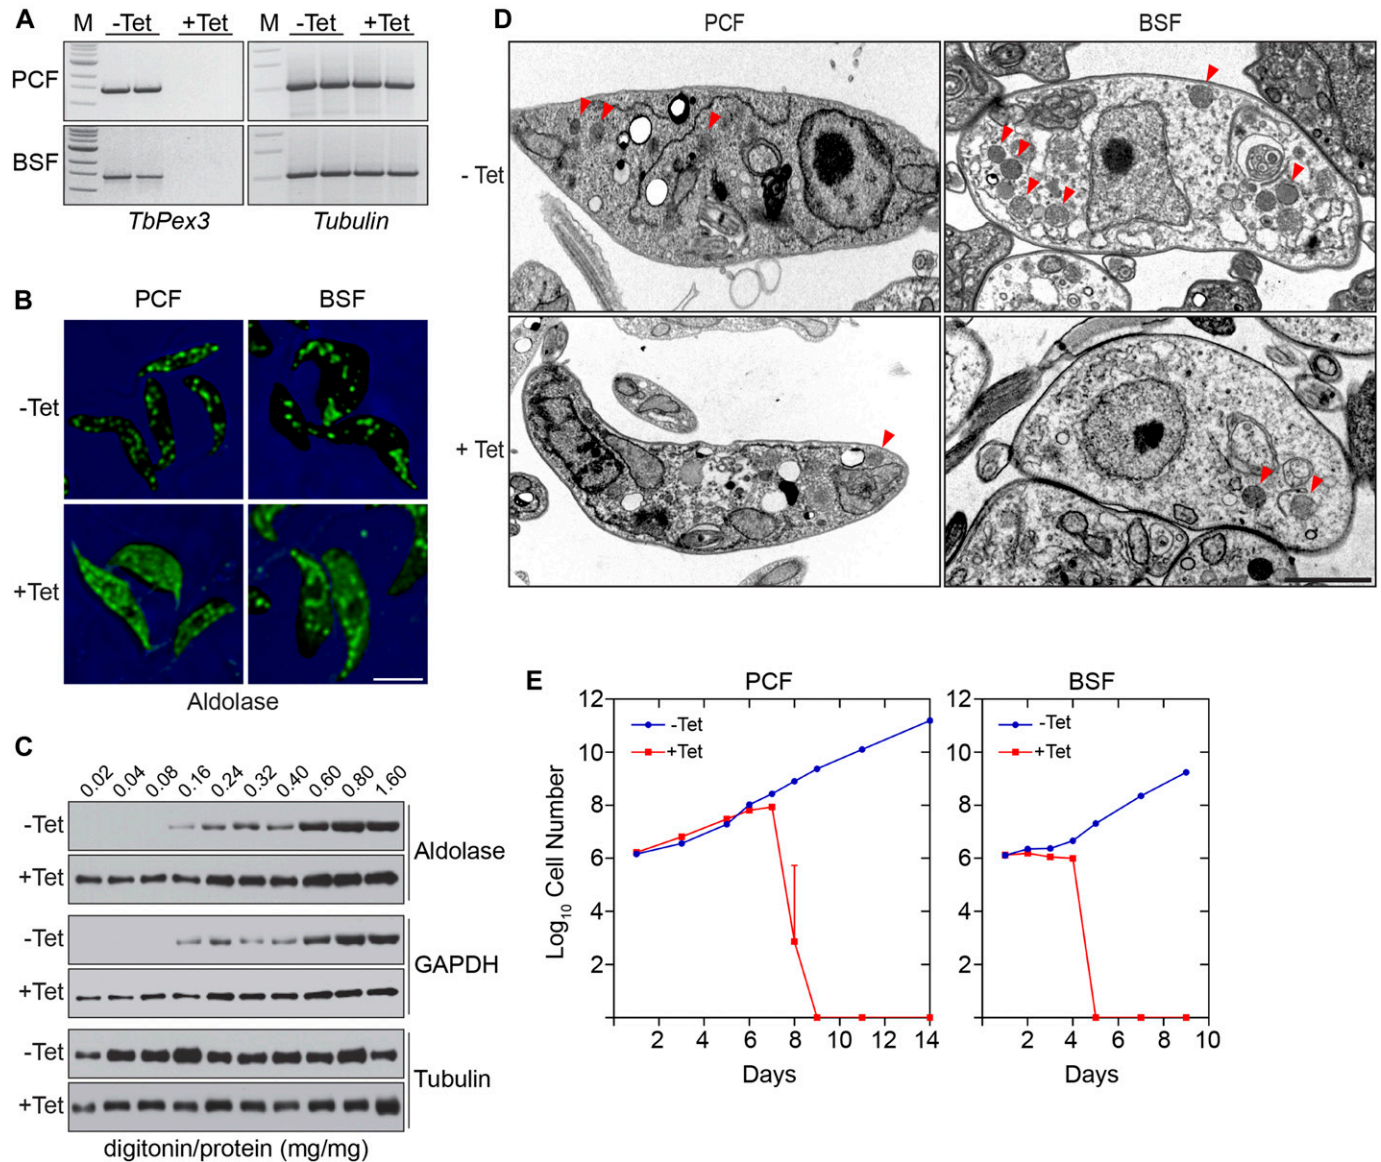 A
M -Tet +Tet M -Tet +Tet
PCF
BSF
TbPex3 Tubulin
B
PCF BSF
-Tet
+Tet
Aldolase
C
0.02 0.04 0.08 0.16 0.24 0.32 0.40 0.60 0.80 1.60
-Tet
Aldolase
+Tet
-Tet
GAPDH
+Tet
-Tet
Tubulin
+Tet
digitonin/protein (mg/mg)
D
PCF BSF
- Tet
+ Tet
E
PCF BSF
12 12
-Tet -Tet
+Tet +Tet
10 10
8 8
6 6
4 4
2 2
Log10 Cell Number
2 4 6 8 10 12 14 2 4 6 8 10
Days Days